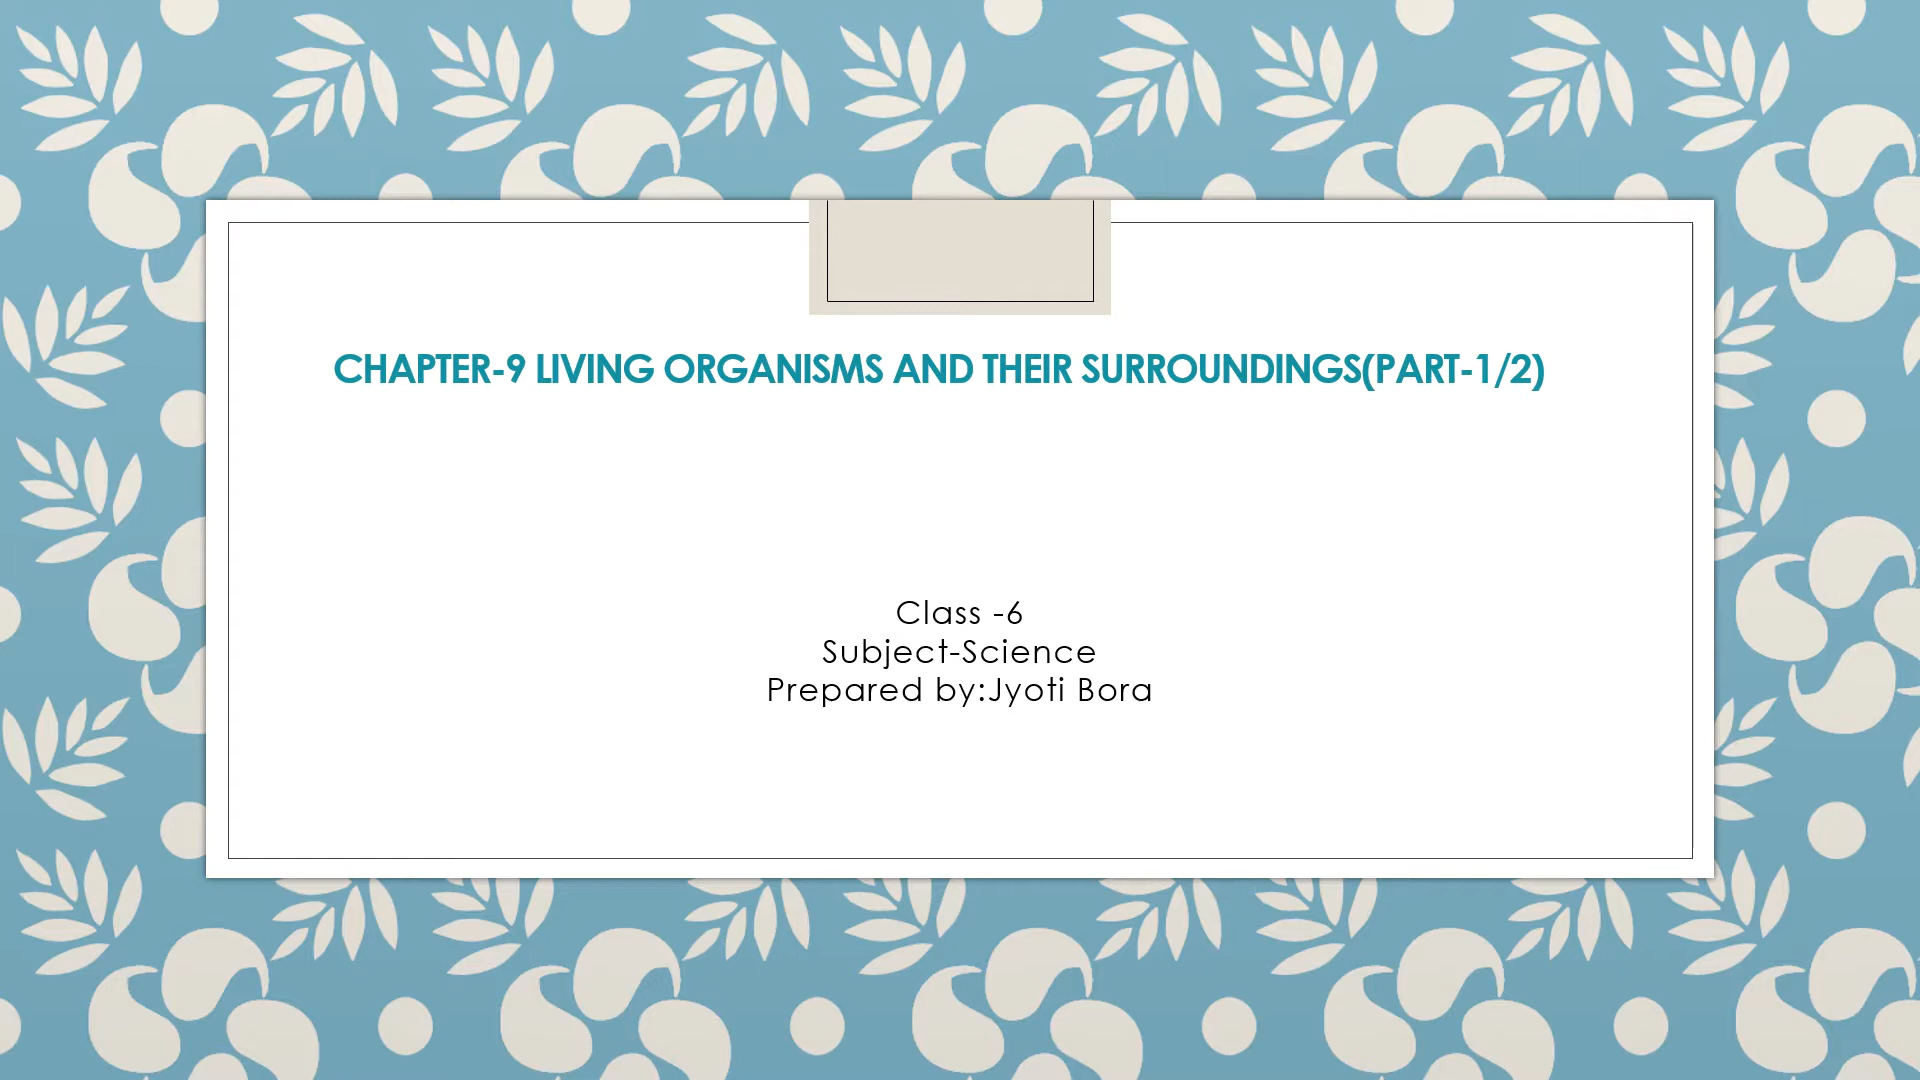 CHAPTER-9 LIVING ORGANISMS AND THEIR SURROUNDINGS(PART-1/2)
Class -6
Subject-Science
Prepared by:Jyoti Bora